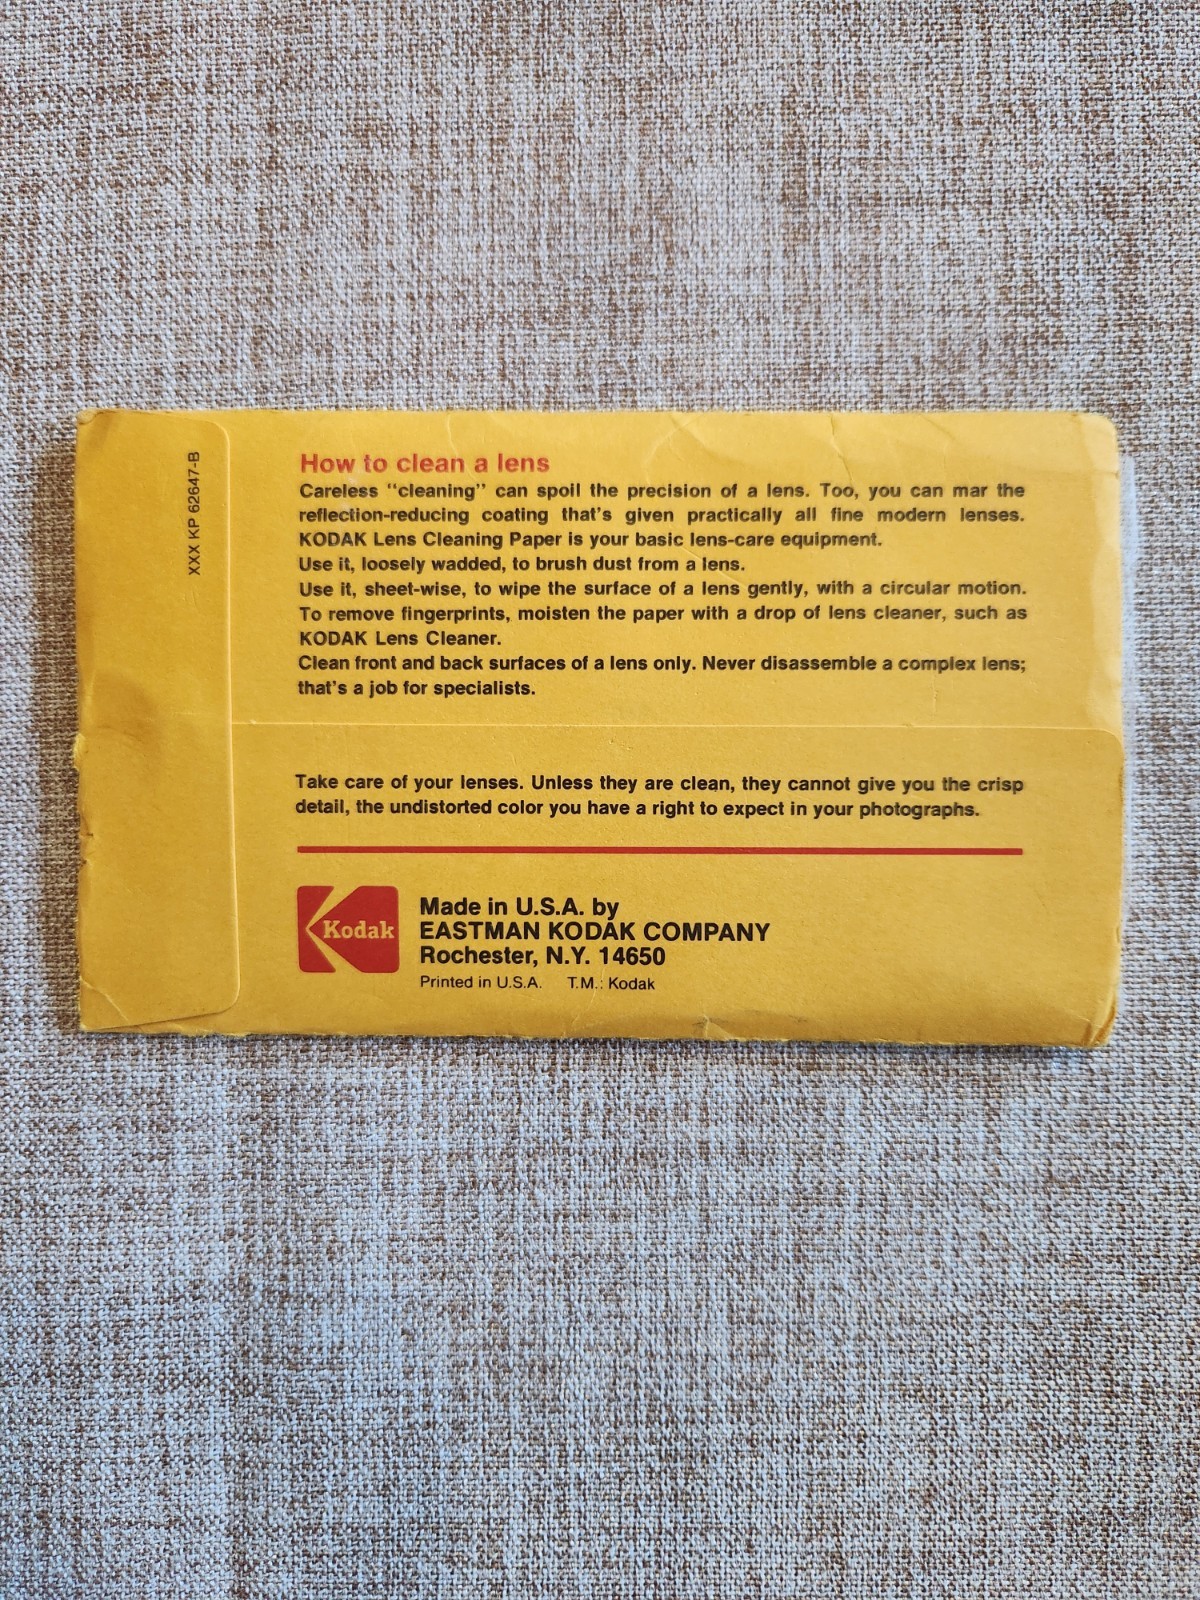 XXX KP 62647-B
How to clean a lens
Careless "cleaning" can spoil the precision of a lens. Too, you can mar the
reflection-reducing coating that's given practically all fine modern lenses.
KODAK Lens Cleaning Paper is your basic lens-care equipment.
Use it, loosely wadded, to brush dust from a lens.
Use it, sheet-wise, to wipe the surface of a lens gently, with a circular motion.
To remove fingerprints, moisten the paper with a drop of lens cleaner, such as
KODAK Lens Cleaner.
Clean front and back surfaces of a lens only. Never disassemble a complex lens;
that's a job for specialists.
Take care of your lenses. Unless they are clean, they cannot give you the crisp
detail, the undistorted color you have a right to expect in your photographs.
Kodak
Made in U.S.A. by
EASTMAN KODAK COMPANY
Rochester, N.Y. 14650
Printed in U.S.A. T.M.: Kodak